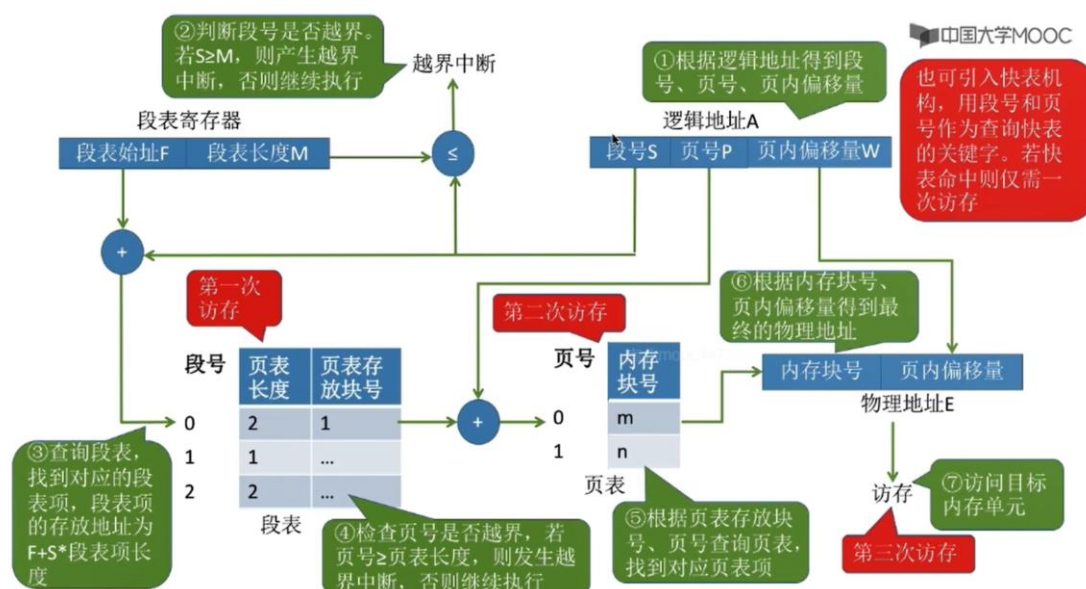 中国大学MOOC
②判断段号是否越界。
若S≥M，则产生越界
中断，否则继续执行
越界中断
①根据逻辑地址得到段
号、页号、页内偏移量
也可引入快表机
构，用段号和页
号作为查询快表
的关键字。若快
表命中则仅需一
次访存
段表寄存器
段表始址F 段表长度M
≤
逻辑地址A
段号S 页号P 页内偏移量W
+
第一次
访存
第二次访存
⑥根据内存块号、
页内偏移量得到最
终的物理地址
段号
页表
长度
页表存
放块号
0 2 1
1 1 ...
2 2 ...
段表
+
页号
内存
块号
0 m
1 n
页表
内存块号 页内偏移量
物理地址E
③查询段表，
找到对应的段
表项，段表项
的存放地址为
F+S*段表项长
度
④检查页号是否越界，若
页号≥页表长度，则发生越
界中断，否则继续执行
⑤根据页表存放块
号、页号查询页表，
找到对应页表项
访存
⑦访问目标
内存单元
第三次访存